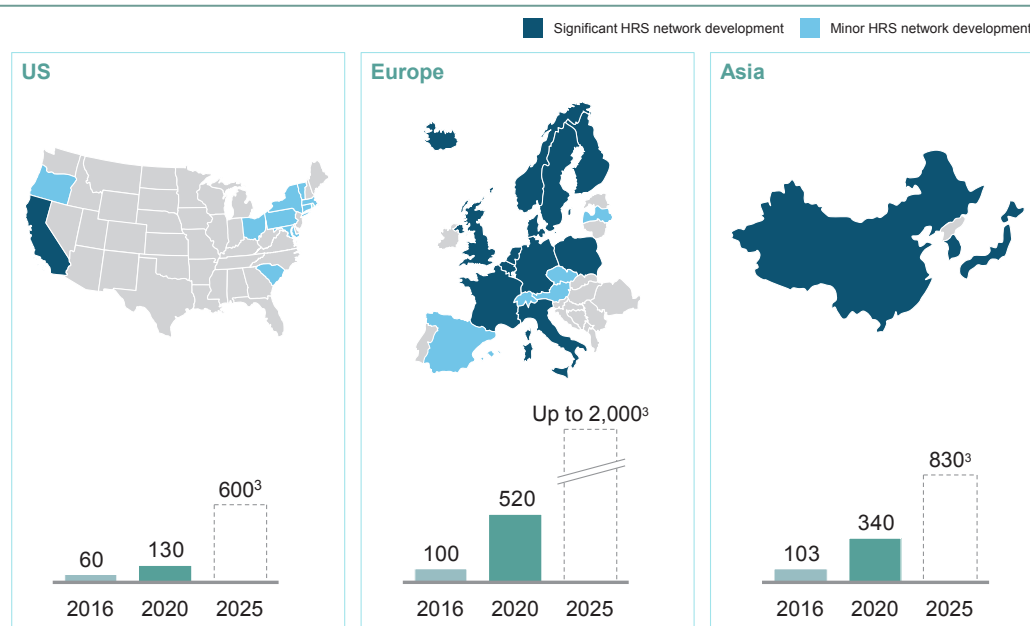 Significant HRS network development
Minor HRS network development
US
60
130
600³
2016
2020
2025
Europe
100
520
Up to 2,000³
2016
2020
2025
Asia
103
340
830³
2016
2020
2025